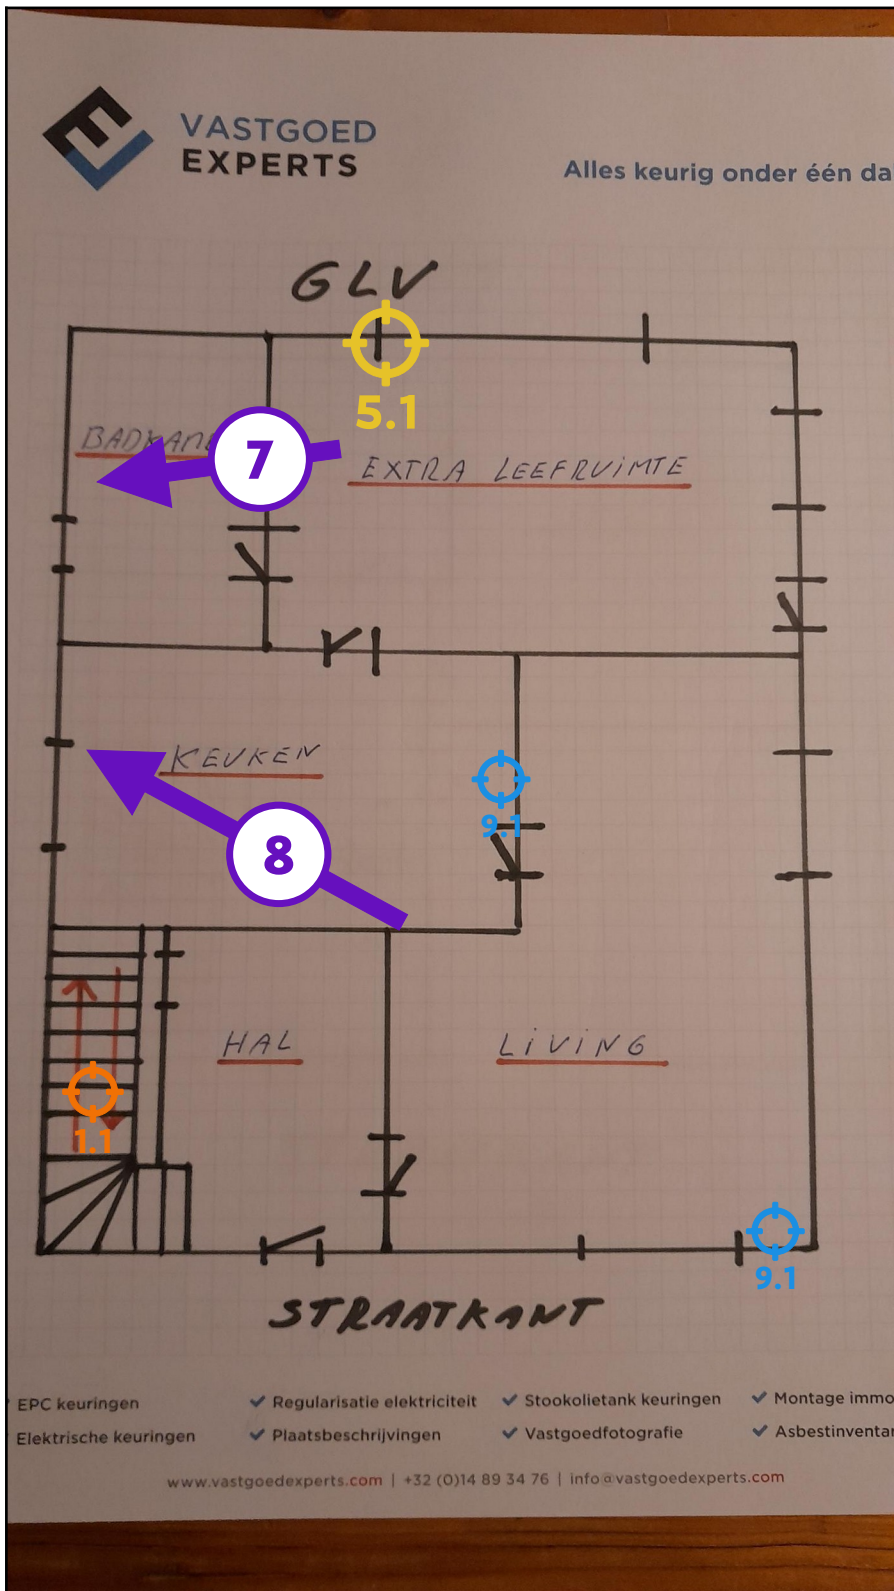 VASTGOED
EXPERTS
Alles keurig onder één da
GLV
5.1
7
EXTRA LEEFRUIMTE
KEUKEN
8
9.1
HAL
LIVING
1.1
9.1
STRAATKANT
EPC keuringen
Regularisatie elektriciteit
Stookolietank keuringen
Montage immo
Elektrische keuringen
Plaatsbeschrijvingen
Vastgoedfotografie
Asbestinventar
www.vastgoedexperts.com | +32 (0)14 89 34 76 | info@vastgoedexperts.com